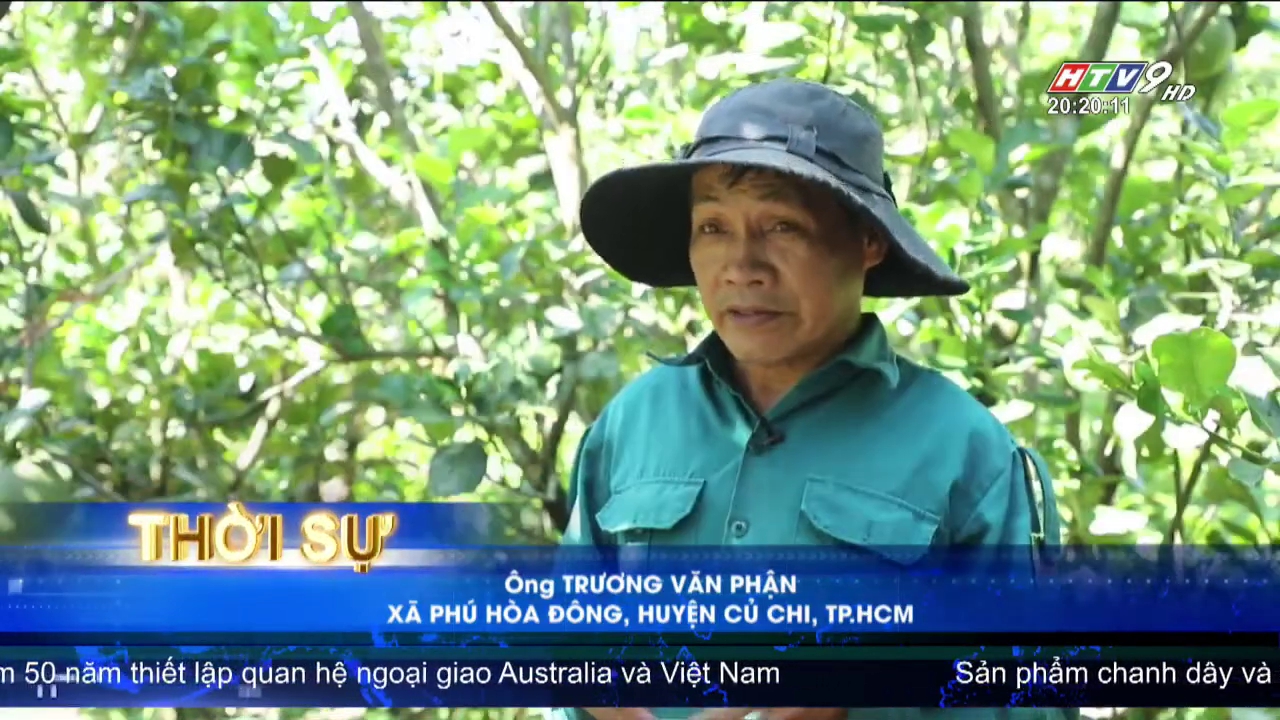 HTV9 HD
20:20:11
THỜI SỰ
Ông TRƯƠNG VĂN PHẬN
XÃ PHÚ HÒA ĐÔNG, HUYỆN CỦ CHI, TP.HCM
50 năm thiết lập quan hệ ngoại giao Australia và Việt Nam Sản phẩm chanh dây và